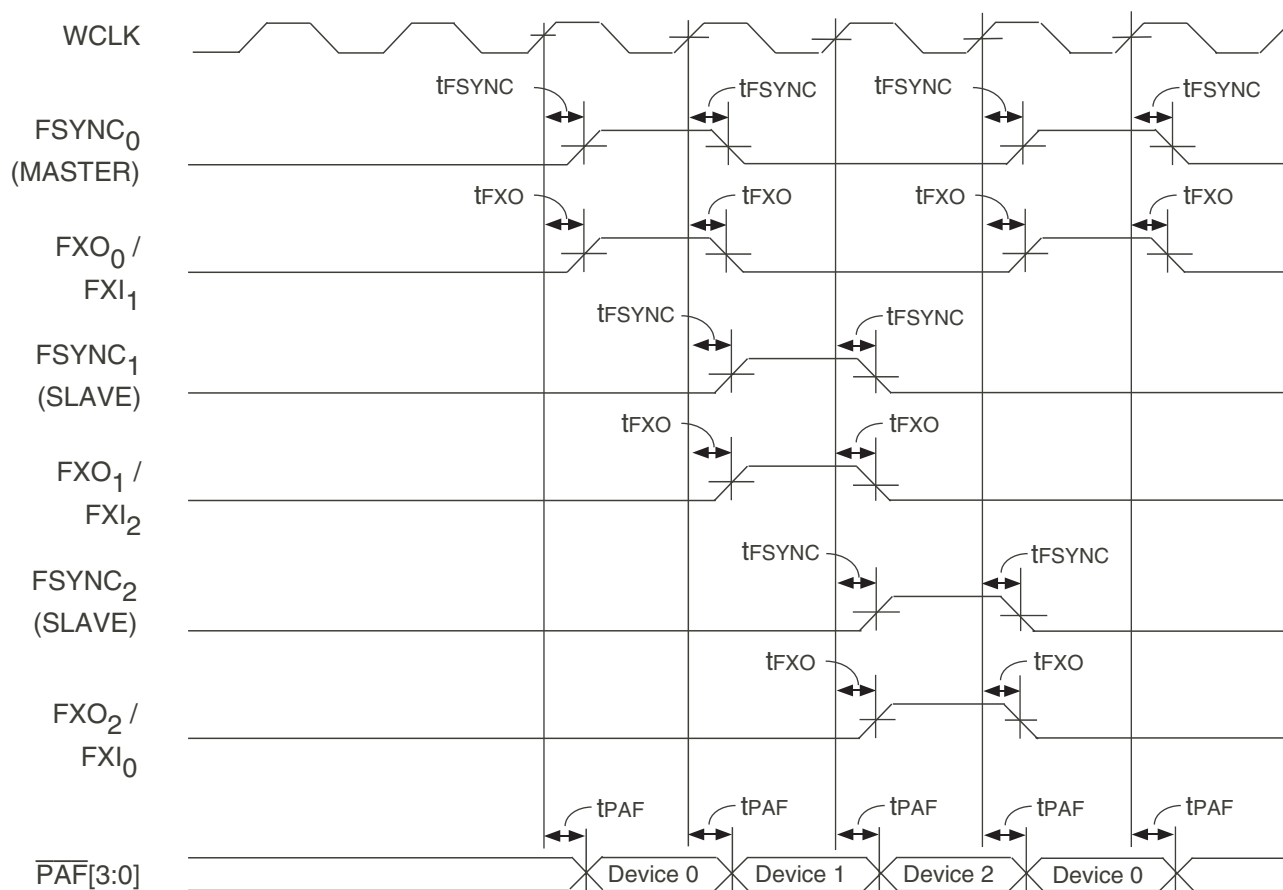 WCLK
tFSYNC tFSYNC tFSYNC tFSYNC
FSYNC0
(MASTER)
tFXO tFXO tFXO tFXO
FXO0 /
FXI1
tFSYNC tFSYNC
FSYNC1
(SLAVE)
tFXO tFXO
FXO1 /
FXI2
tFSYNC tFSYNC
FSYNC2
(SLAVE)
tFXO tFXO
FXO2 /
FXI0
tPAF tPAF tPAF tPAF tPAF
P̅A̅F̅[3:0] Device 0 Device 1 Device 2 Device 0